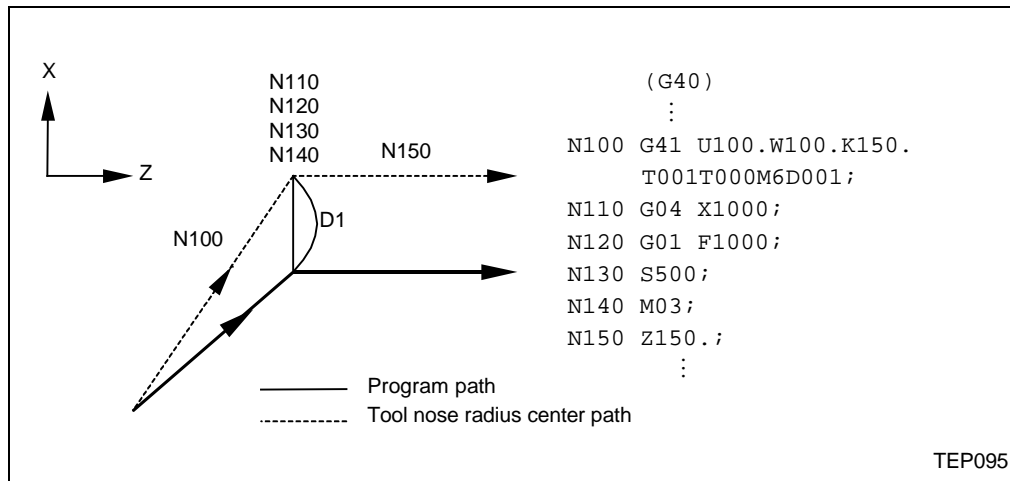 X
Z
N110
N120
N130
N140
N150
D1
N100
(G40)
⋮
N100 G41 U100.W100.K150.
T001T000M6D001;
N110 G04 X1000;
N120 G01 F1000;
N130 S500;
N140 M03;
N150 Z150.;
⋮
Program path
Tool nose radius center path
TEP095